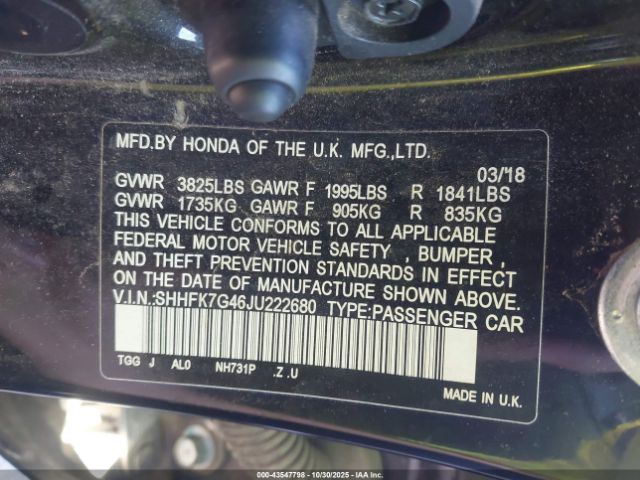 MFD.BY HONDA OF THE U.K. MFG.,LTD.
03/'18
GVWR 3825LBS GAWR F 1995LBS R 1841LBS
GVWR 1735KG GAWR F 905KG R 835KG
THIS VEHICLE CONFORMS TO ALL APPLICABLE
FEDERAL MOTOR VEHICLE SAFETY , BUMPER ,
AND THEFT PREVENTION STANDARDS IN EFFECT
ON THE DATE OF MANUFACTURE SHOWN ABOVE.
V.I.N.:SHHFK7G46JU222680 TYPE:PASSENGER CAR
TGG J AL0 NH731P .Z .U
MADE IN U.K.
000-43547798 - 10/30/2025 - IAAI.COM